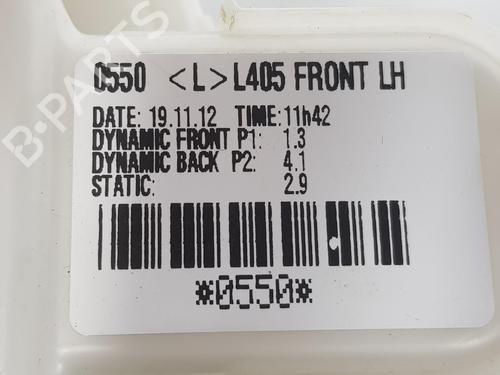 0550 <L> L405 FRONT LH
DATE: 19.11.12 TIME:11h42
DYNAMIC FRONT P1: 1.3
DYNAMIC BACK P2: 4.1
STATIC: 2.9
*0550*
B-PARTS